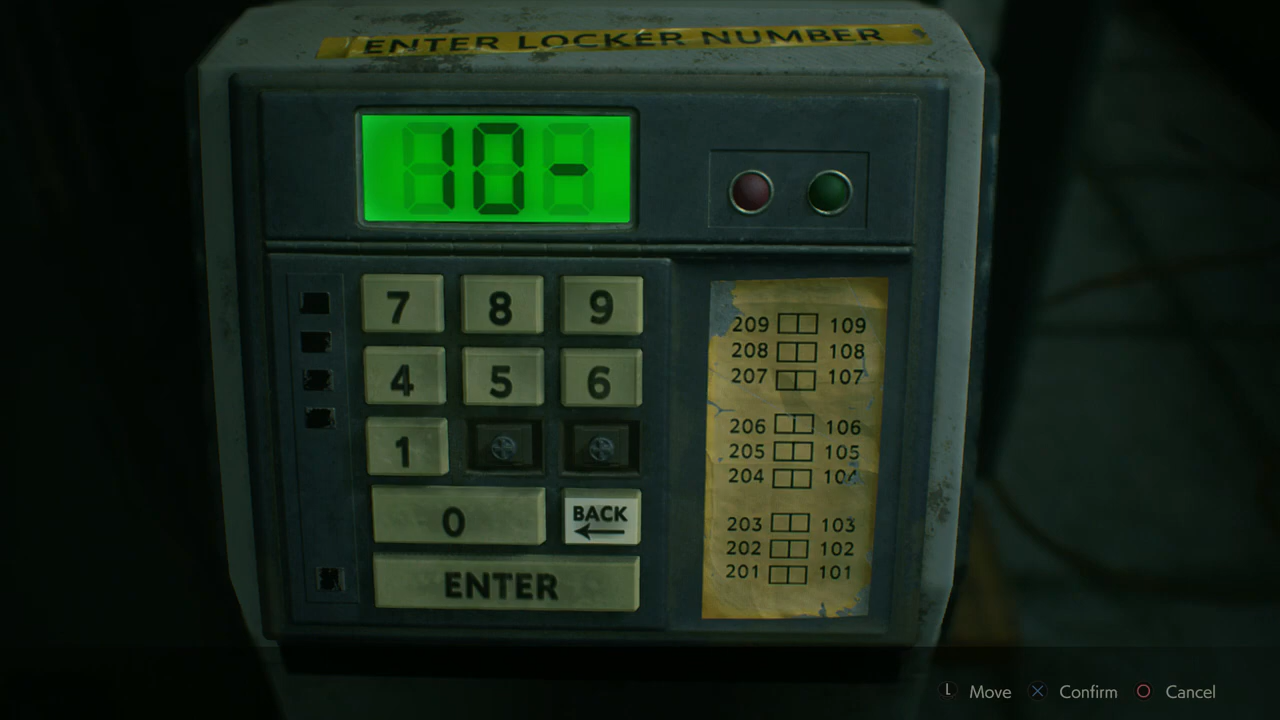 ENTER LOCKER NUMBER
10-
7 8 9
4 5 6
1
0 BACK
ENTER
209 109
208 108
207 107
206 106
205 105
204 104
203 103
202 102
201 101
L Move Confirm Cancel